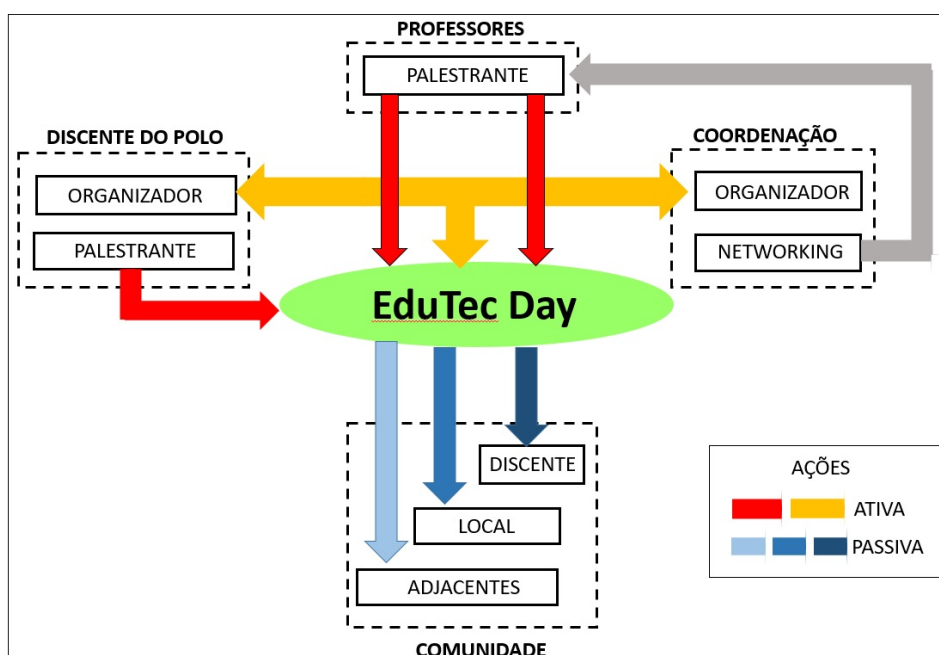 PROFESSORES
PALESTRANTE
DISCENTE DO POLO
ORGANIZADOR
PALESTRANTE
COORDENAÇÃO
ORGANIZADOR
NETWORKING
EduTec Day
DISCENTE
LOCAL
ADJACENTES
COMUNIDADE
AÇÕES
ATIVA
PASSIVA